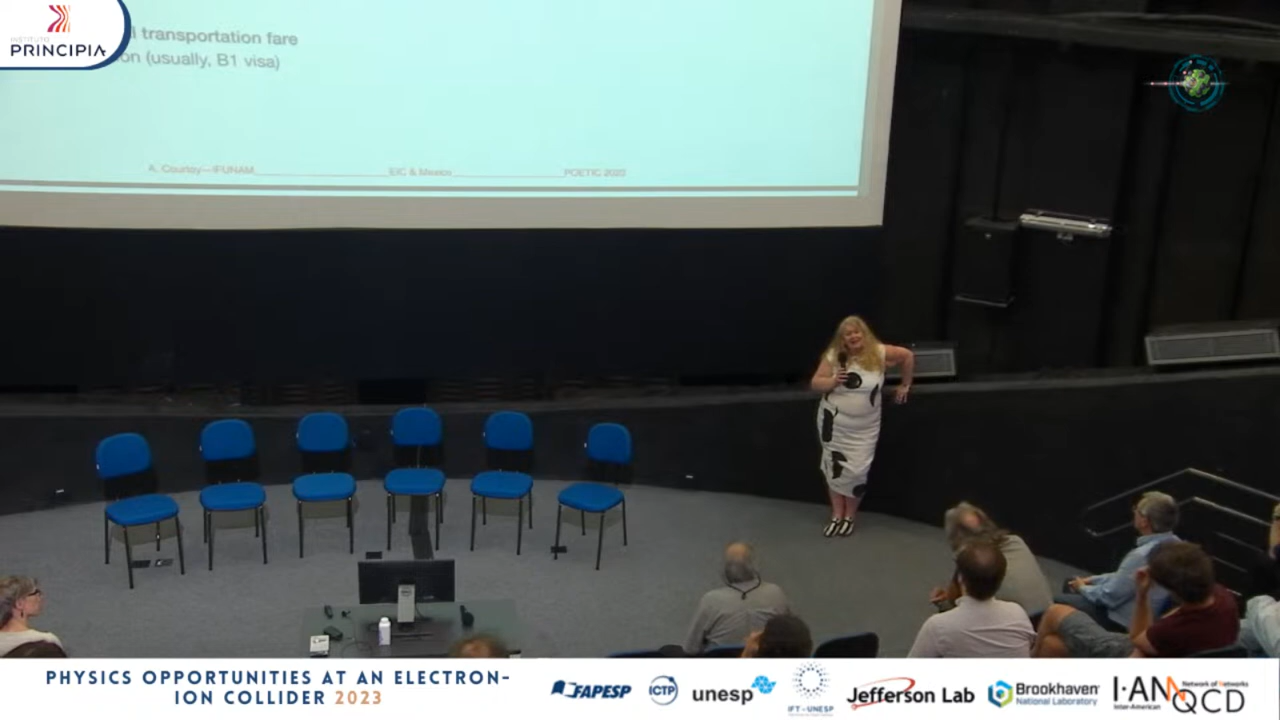 INSTITUTO
PRINCIPIA
l transportation fare
on (usually, B1 visa)
A. Courtoy—IFUNAM
EIC & Mexico
POETIC 2023
PHYSICS OPPORTUNITIES AT AN ELECTRON-
ION COLLIDER 2023
FAPESP
ICTP
unesp
IFT - UNESP
Jefferson Lab
Brookhaven
National Laboratory
I-AN QCD
Inter-American
Network of Networks